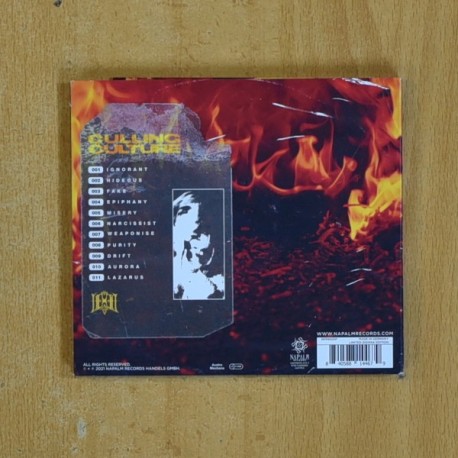 CULLING
CULTURE
001 IGNORANT
002 HIDEOUS
003 FAKE
004 EPIPHANY
005 MISERY
006 NARCISSIST
007 WEAPONISE
008 PURITY
009 DRIFT
010 AURORA
011 LAZARUS
WWW.NAPALMRECORDS.COM
NAPALM
RECORDS
ALL RIGHTS RESERVED.
2021 NAPALM RECORDS HANDELS GMBH.